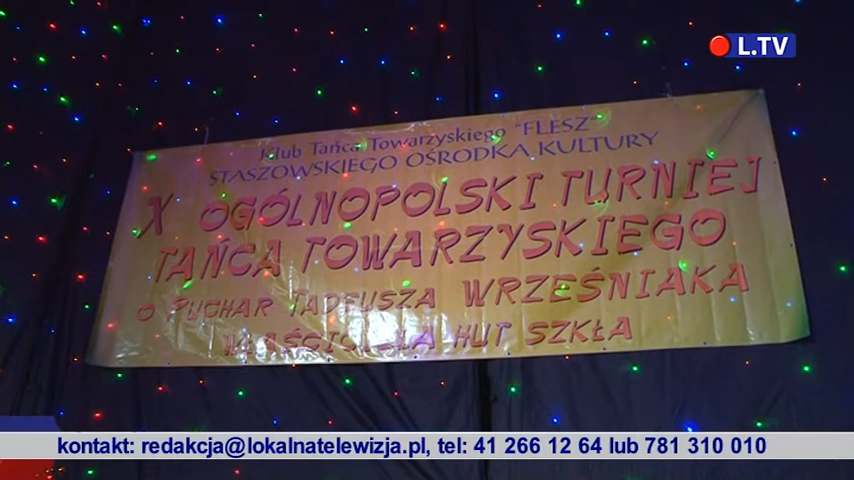 L.TV
Klub Tańca Towarzyskiego "FLESZ"
STASZOWSKIEGO OŚRODKA KULTURY
X OGÓLNOPOLSKI TURNIEJ
TAŃCA TOWARZYSKIEGO
O PUCHAR TADEUSZA WRZEŚNIAKA
WŁAŚCICIELA HUT SZKŁA
kontakt: redakcja@lokalnatelewizja.pl, tel: 41 266 12 64 lub 781 310 010